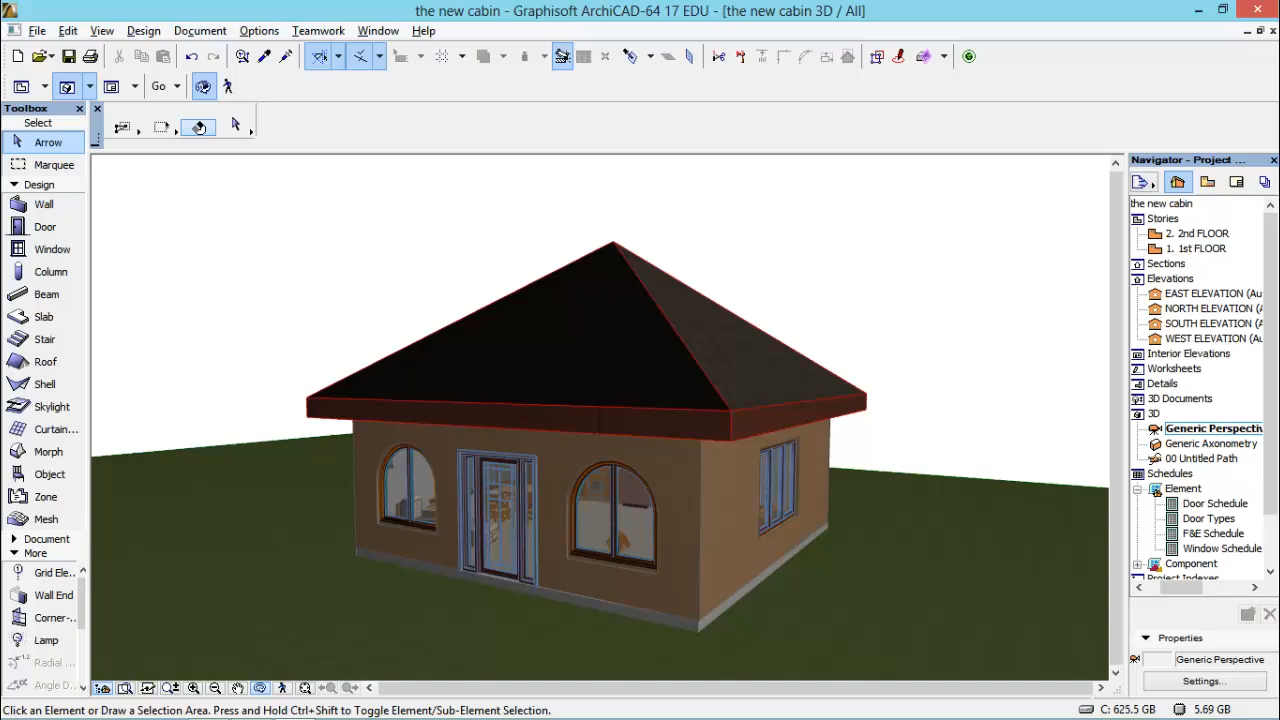 the new cabin - Graphisoft ArchiCAD-64 17 EDU - [the new cabin 3D / All]
File Edit View Design Document Options Teamwork Window Help
Go
Toolbox
Select
Arrow
Marquee
Design
Wall
Door
Window
Column
Beam
Slab
Stair
Roof
Shell
Skylight
Curtain...
Morph
Object
Zone
Mesh
Document
More
Grid Ele...
Wall End
Corner-...
Lamp
Radial ...
Angle D...
Navigator - Project ...
the new cabin
Stories
2. 2nd FLOOR
1. 1st FLOOR
Sections
Elevations
EAST ELEVATION (Au
NORTH ELEVATION (A
SOUTH ELEVATION (A
WEST ELEVATION (Au
Interior Elevations
Worksheets
Details
3D Documents
3D
Generic Perspectiv
Generic Axonometry
00 Untitled Path
Schedules
Element
Door Schedule
Door Types
F&E Schedule
Window Schedule
Component
Project Indexes
Properties
Generic Perspective
Settings...
Click an Element or Draw a Selection Area. Press and Hold Ctrl+Shift to Toggle Element/Sub-Element Selection.
C: 625.5 GB
5.69 GB